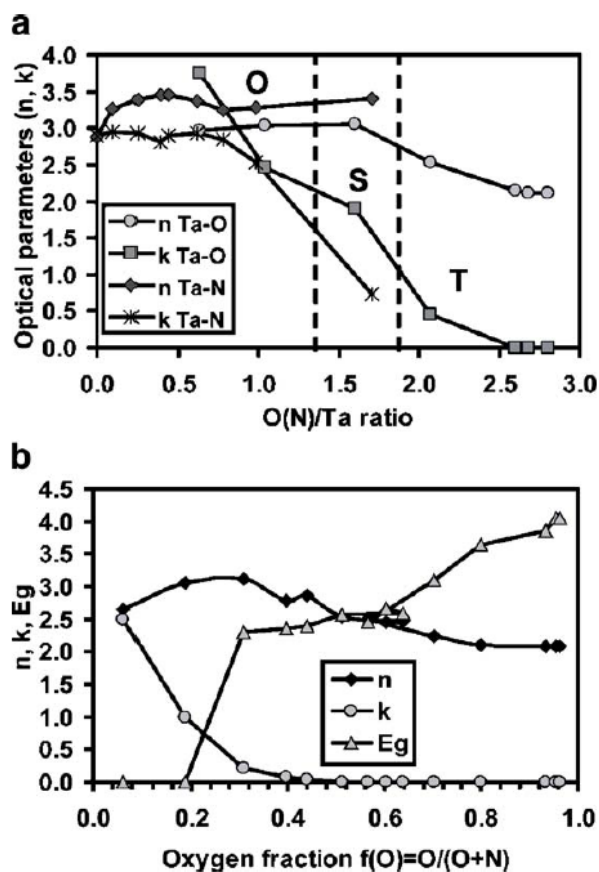 a
Optical parameters (n, k)
4.0
3.5
3.0
2.5
2.0
1.5
1.0
0.5
0.0
O
S
T
n Ta-O
k Ta-O
n Ta-N
k Ta-N
0.0 0.5 1.0 1.5 2.0 2.5 3.0
O(N)/Ta ratio
b
n, k, Eg
4.5
4.0
3.5
3.0
2.5
2.0
1.5
1.0
0.5
0.0
n
k
Eg
0.0 0.2 0.4 0.6 0.8 1.0
Oxygen fraction f(O)=O/(O+N)